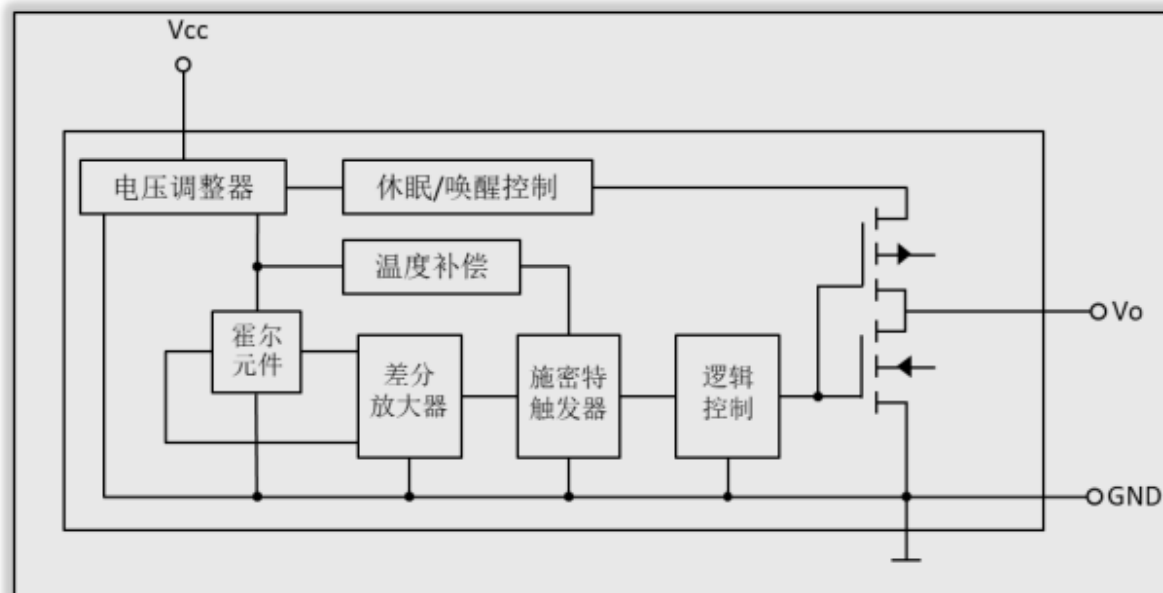 Vcc
电压调整器
休眠/唤醒控制
温度补偿
霍尔
元件
差分
放大器
施密特
触发器
逻辑
控制
Vo
GND